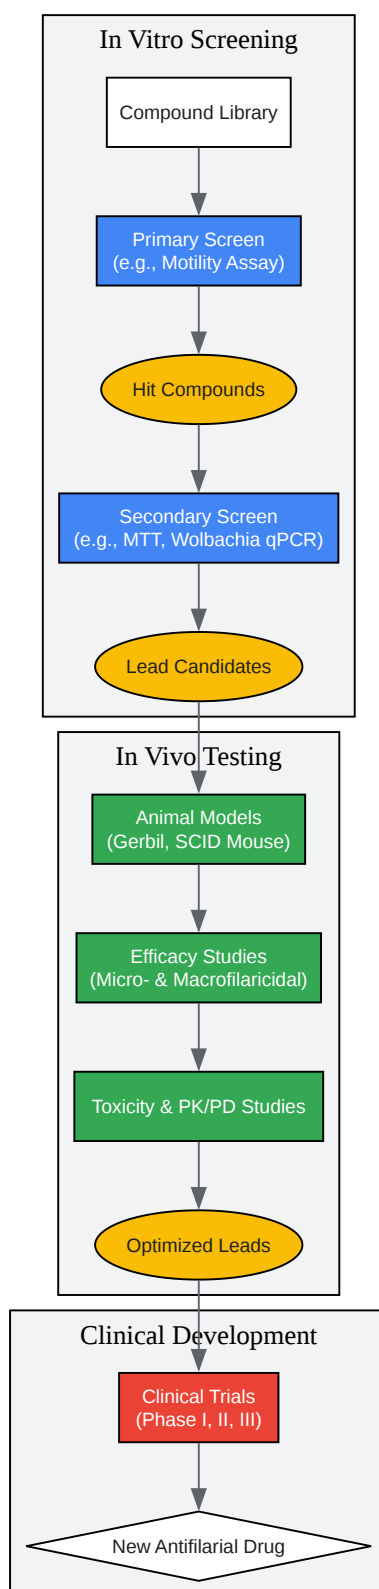 In Vitro Screening
Compound Library
Primary Screen
(e.g., Motility Assay)
Hit Compounds
Secondary Screen
(e.g., MTT, Wolbachia qPCR)
Lead Candidates
In Vivo Testing
Animal Models
(Gerbil, SCID Mouse)
Efficacy Studies
(Micro- & Macrofilaricidal)
Toxicity & PK/PD Studies
Optimized Leads
Clinical Development
Clinical Trials
(Phase I, II, III)
New Antifilarial Drug